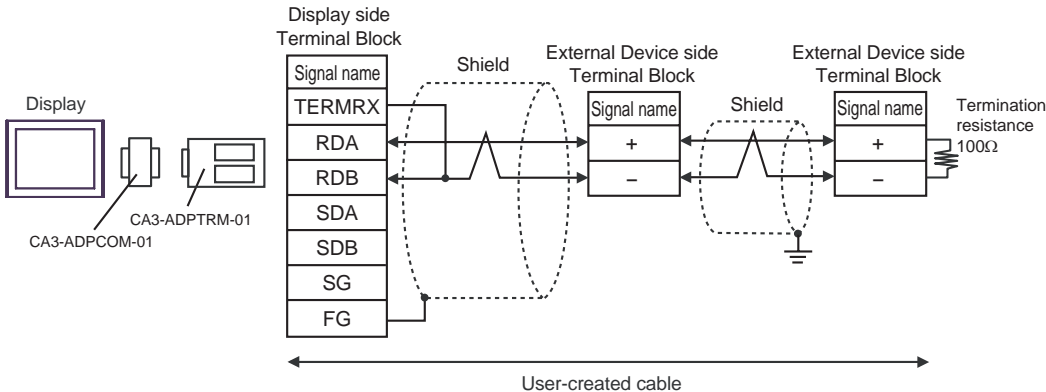 Display
CA3-ADPCOM-01
CA3-ADPTRM-01
Display side
Terminal Block
Signal name
TERMRX
RDA
RDB
SDA
SDB
SG
FG
Shield
External Device side
Terminal Block
Signal name
+
–
Shield
External Device side
Terminal Block
Signal name
+
–
Termination
resistance
100Ω
User-created cable